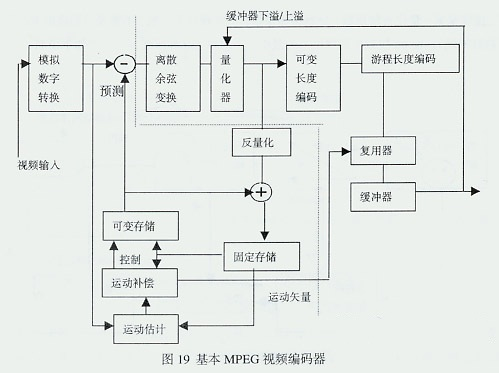 缓冲器下溢/上溢
模拟
数字
转换
预测
离散
余弦
变换
量
化
器
可变
长度
编码
游程长度编码
视频输入
反量化
复用器
缓冲器
可变存储
控制
固定存储
运动补偿
运动矢量
运动估计
图 19 基本 MPEG 视频编码器